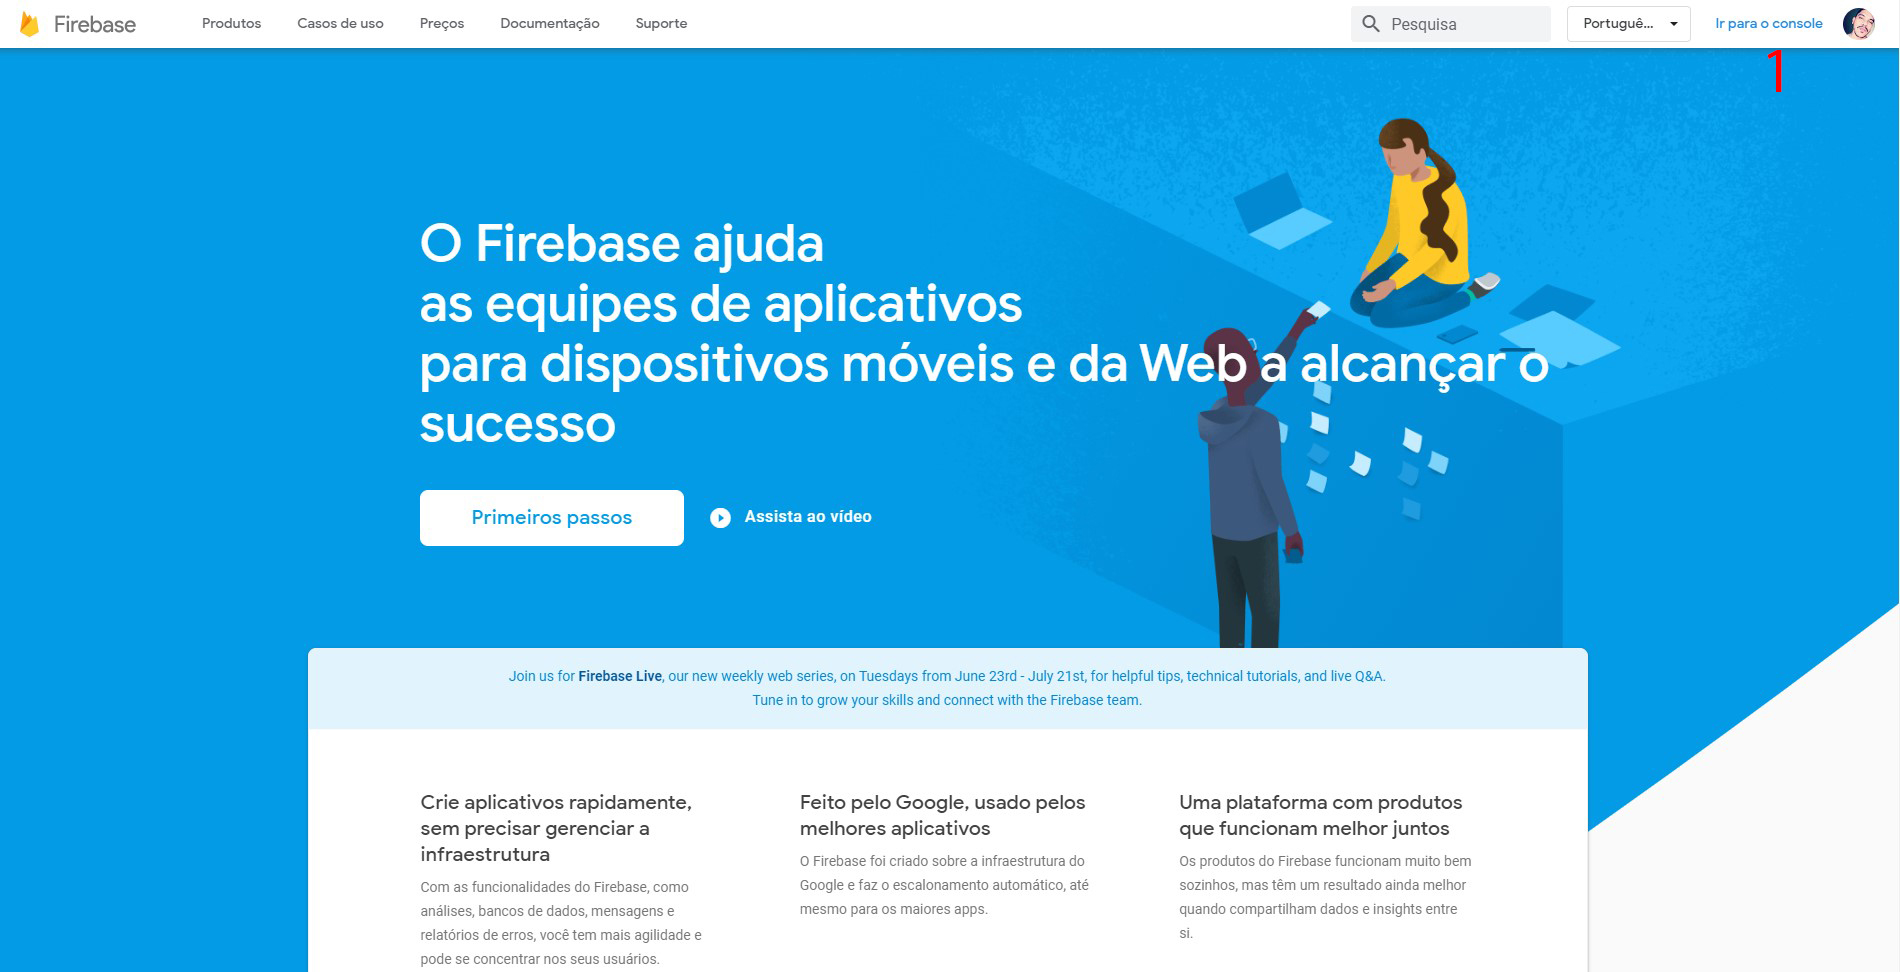 Firebase
Produtos
Casos de uso
Preços
Documentação
Suporte
Pesquisa
Portuguê...
Ir para o console
1
O Firebase ajuda
as equipes de aplicativos
para dispositivos móveis e da Web a alcançar o
sucesso
Primeiros passos
Assista ao vídeo
Join us for Firebase Live, our new weekly web series, on Tuesdays from June 23rd - July 21st, for helpful tips, technical tutorials, and live Q&A.
Tune in to grow your skills and connect with the Firebase team.
Crie aplicativos rapidamente,
sem precisar gerenciar a
infraestrutura
Com as funcionalidades do Firebase, como
análises, bancos de dados, mensagens e
relatórios de erros, você tem mais agilidade e
pode se concentrar nos seus usuários.
Feito pelo Google, usado pelos
melhores aplicativos
O Firebase foi criado sobre a infraestrutura do
Google e faz o escalonamento automático, até
mesmo para os maiores apps.
Uma plataforma com produtos
que funcionam melhor juntos
Os produtos do Firebase funcionam muito bem
sozinhos, mas têm um resultado ainda melhor
quando compartilham dados e insights entre
si.